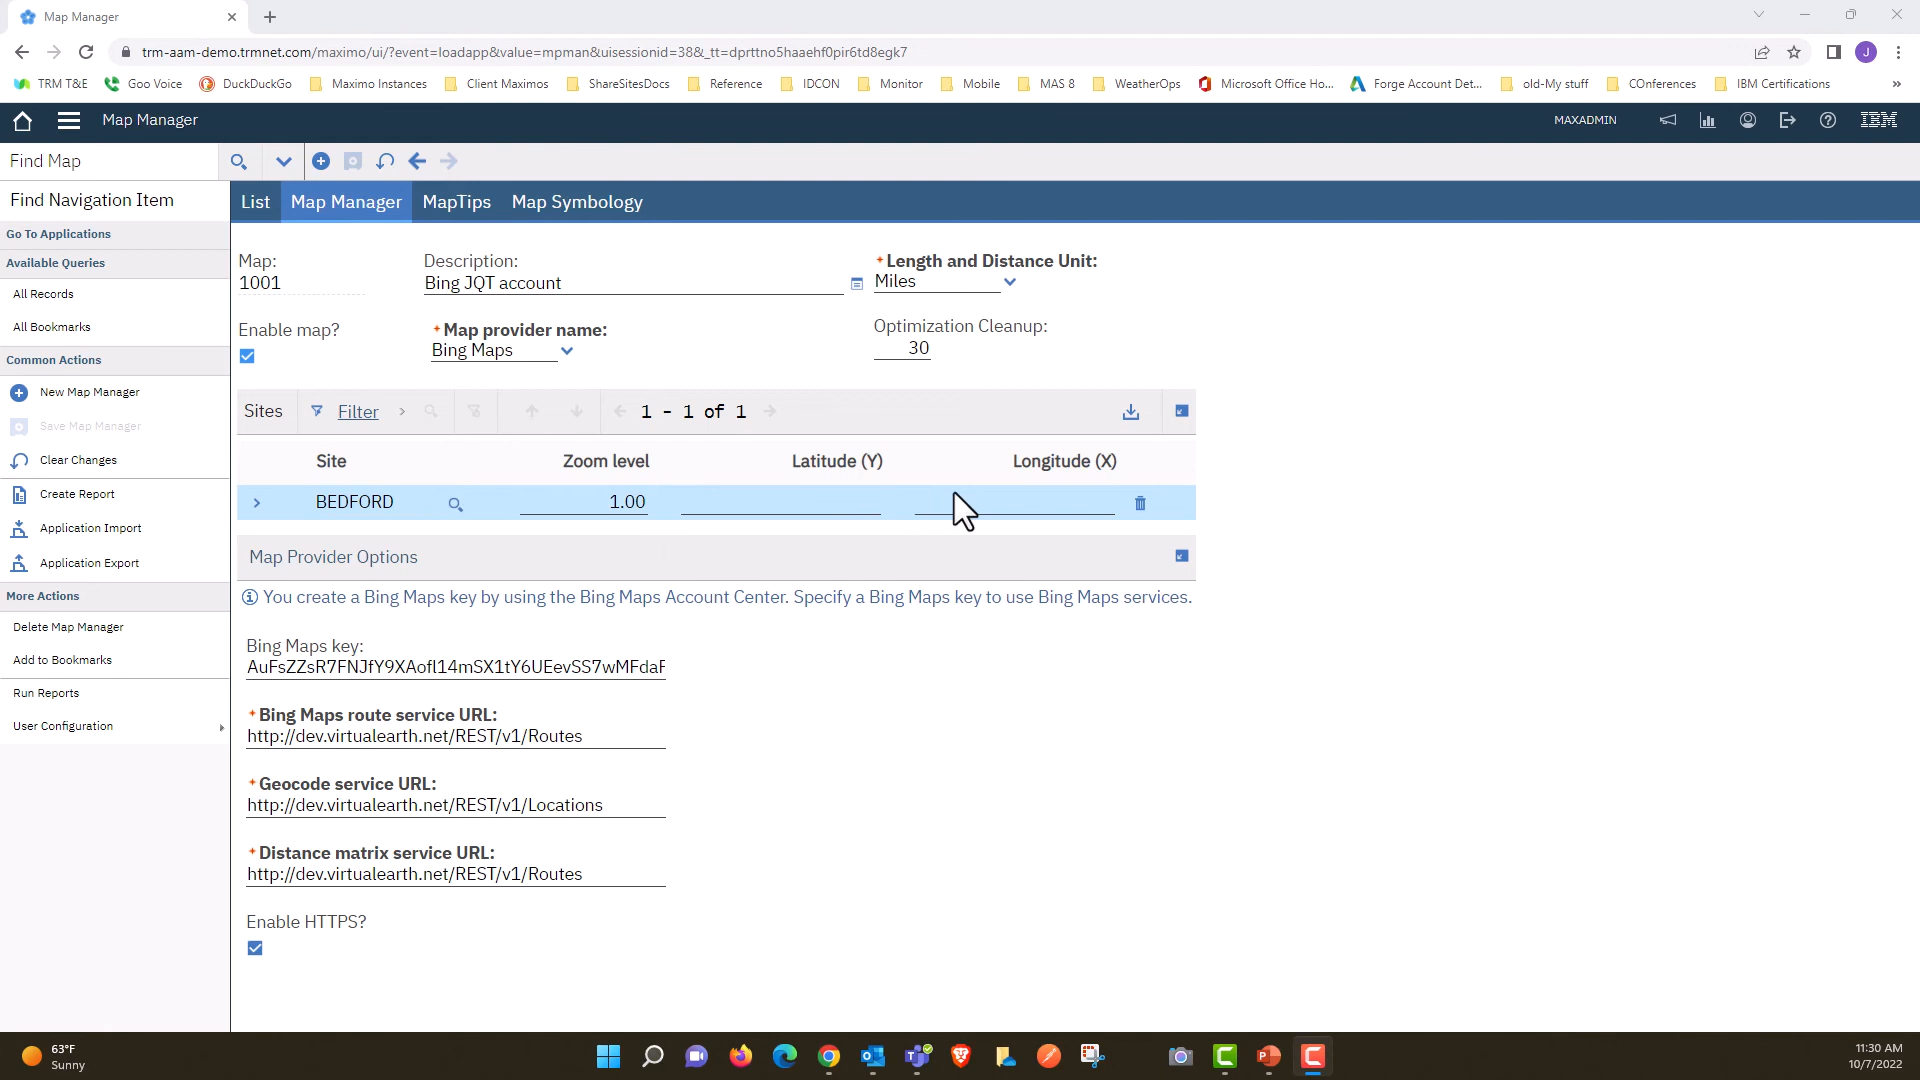 Map Manager
trm-aam-demo.trmnet.com/maximo/ui/?event=loadapp&value=mpman&uisessionid=38&_tt=dprttno5haaehf0pir6td8egk7
J
TRM T&E Goo Voice DuckDuckGo Maximo Instances Client Maximos ShareSitesDocs Reference IDCON Monitor Mobile MAS 8 WeatherOps Microsoft Office Ho... Forge Account Det... old-My stuff COnferences IBM Certifications »
Map Manager MAXADMIN IBM
Find Map
Find Navigation Item
Go To Applications
Available Queries
All Records
All Bookmarks
Common Actions
New Map Manager
Save Map Manager
Clear Changes
Create Report
Application Import
Application Export
More Actions
Delete Map Manager
Add to Bookmarks
Run Reports
User Configuration
List Map Manager MapTips Map Symbology
Map: Description: *Length and Distance Unit:
1001 Bing JQT account Miles
Enable map? *Map provider name: Optimization Cleanup:
Bing Maps 30
Sites Filter 1 - 1 of 1
Site Zoom level Latitude (Y) Longitude (X)
BEDFORD 1.00
Map Provider Options
You create a Bing Maps key by using the Bing Maps Account Center. Specify a Bing Maps key to use Bing Maps services.
Bing Maps key:
AuFsZZsR7FNJfY9XAofl14mSX1tY6UEevSS7wMFdaF
*Bing Maps route service URL:
http://dev.virtualearth.net/REST/v1/Routes
*Geocode service URL:
http://dev.virtualearth.net/REST/v1/Locations
*Distance matrix service URL:
http://dev.virtualearth.net/REST/v1/Routes
Enable HTTPS?
63°F
Sunny
11:30 AM
10/7/2022